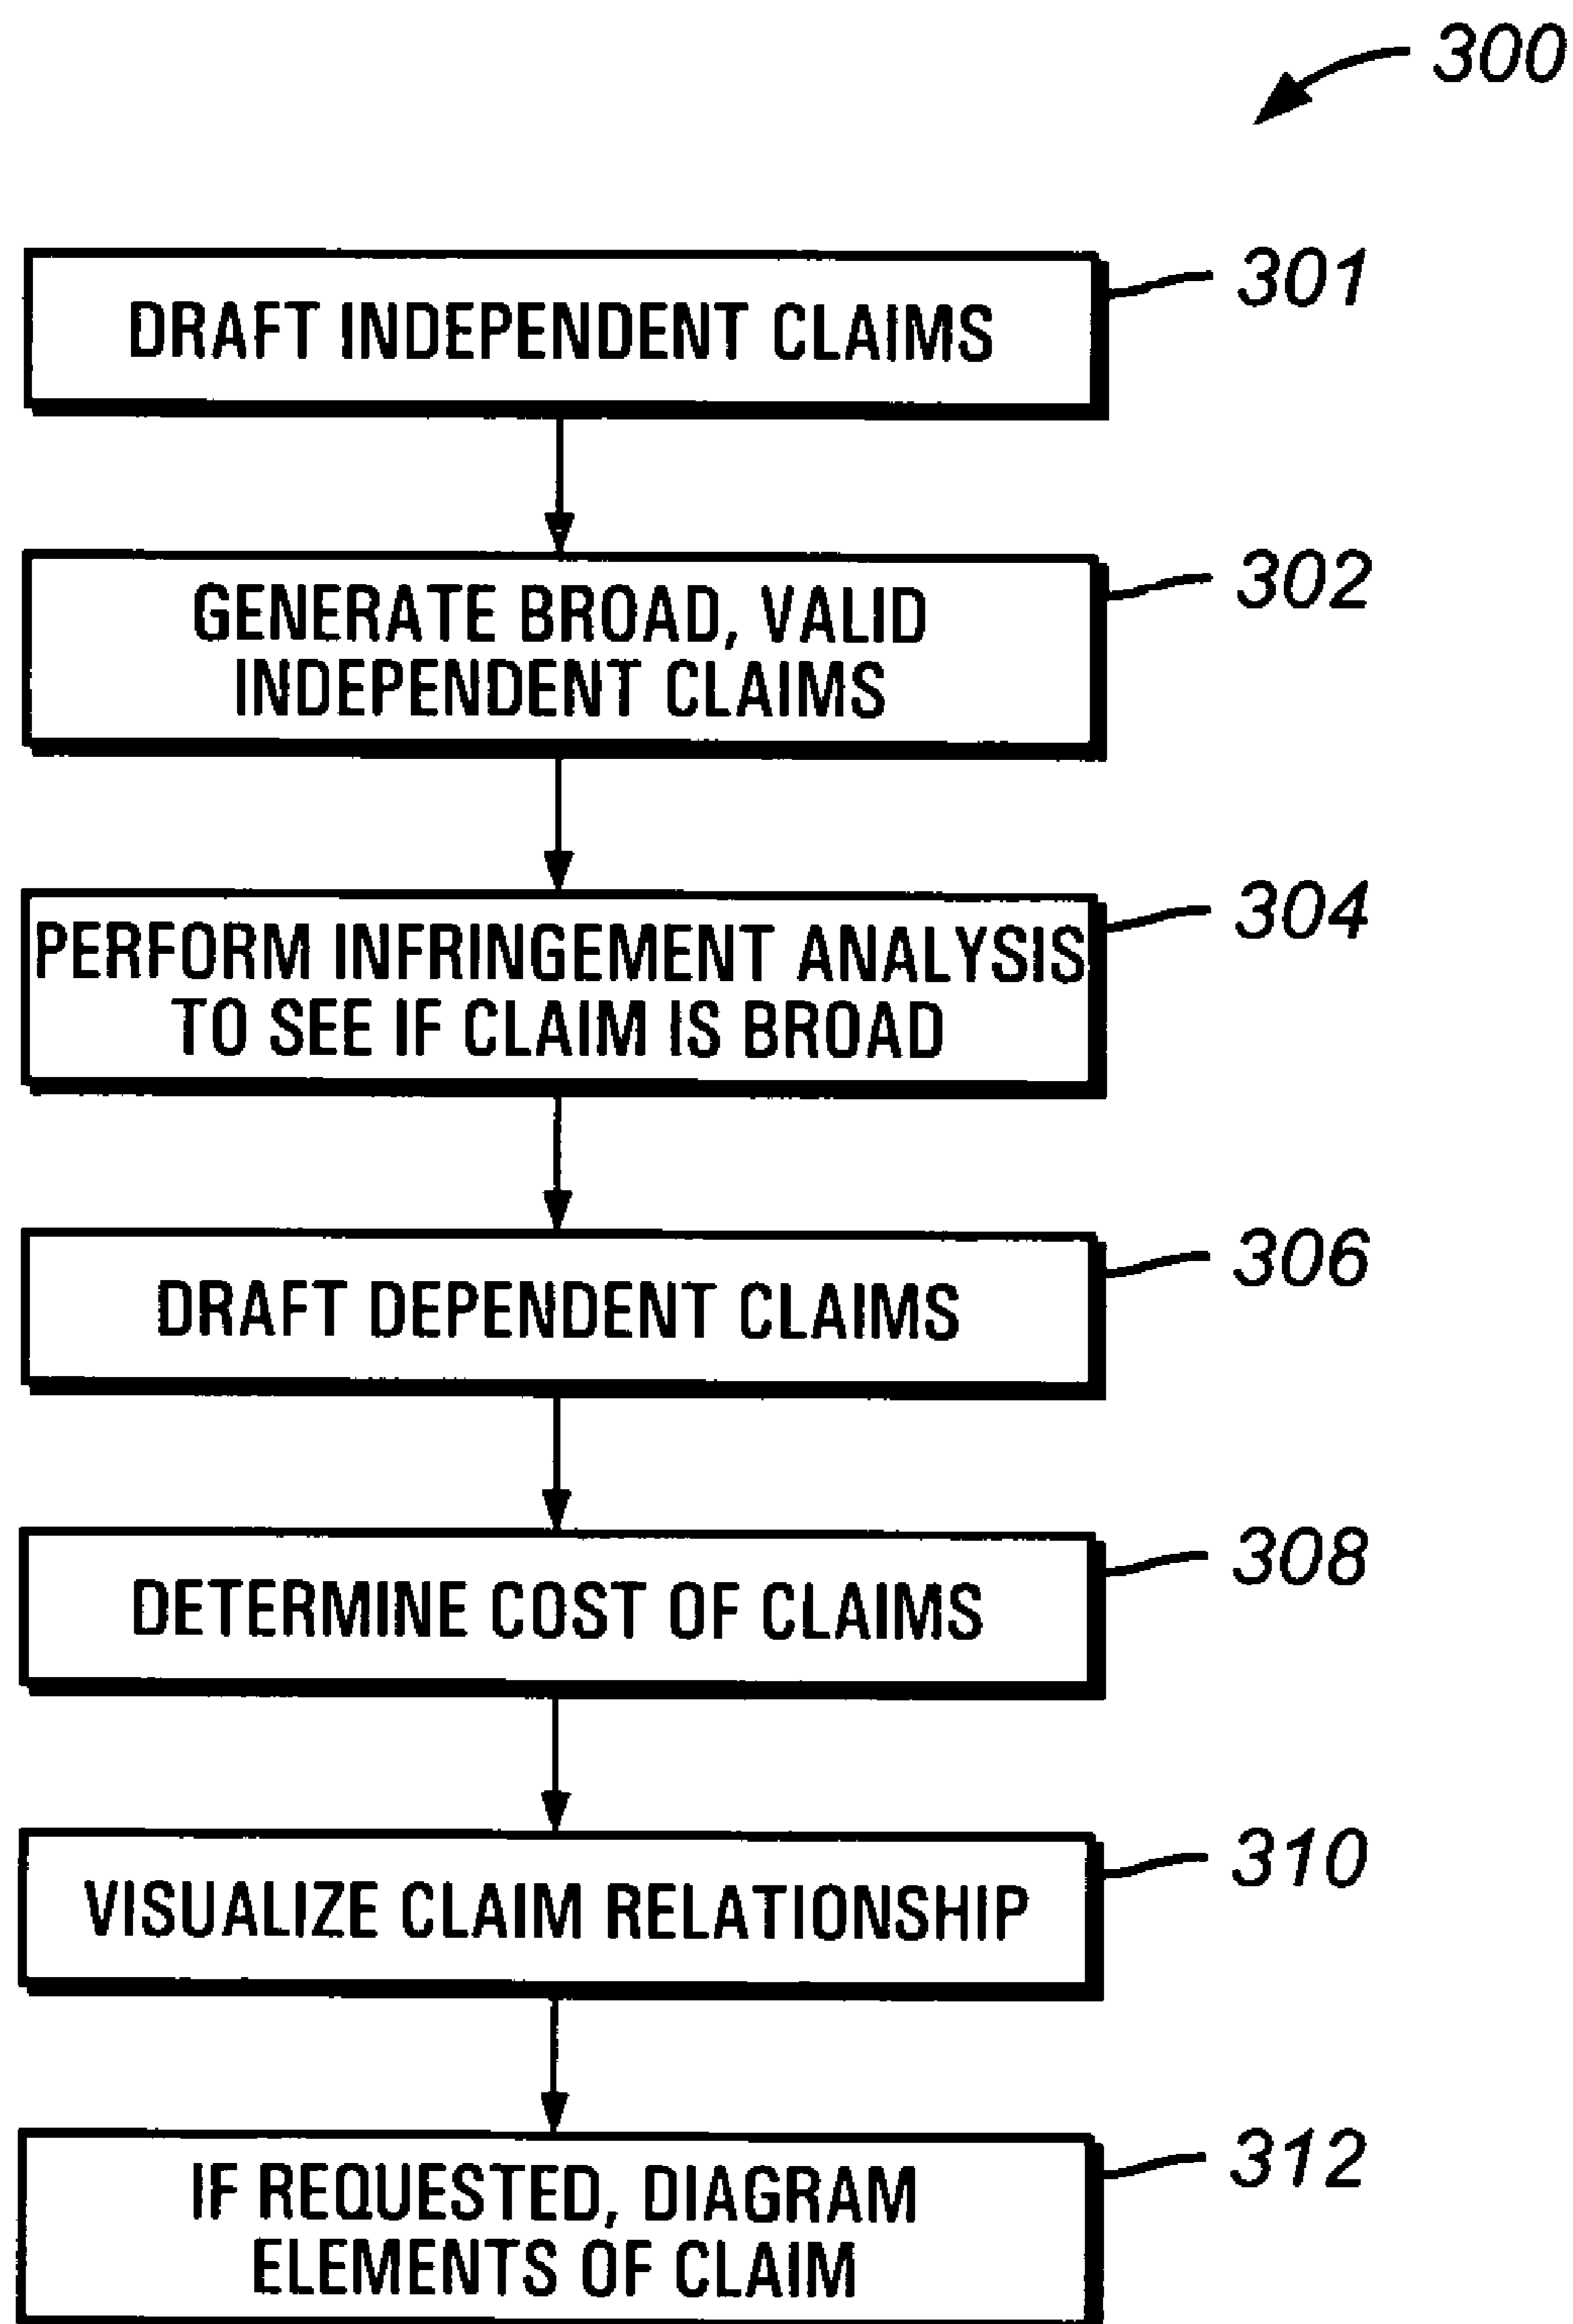 300
DRAFT INDEPENDENT CLAIMS
301
GENERATE BROAD, VALID
INDEPENDENT CLAIMS
302
PERFORM INFRINGEMENT ANALYSIS
TO SEE IF CLAIM IS BROAD
304
DRAFT DEPENDENT CLAIMS
306
DETERMINE COST OF CLAIMS
308
VISUALIZE CLAIM RELATIONSHIP
310
IF REQUESTED, DIAGRAM
ELEMENTS OF CLAIM
312